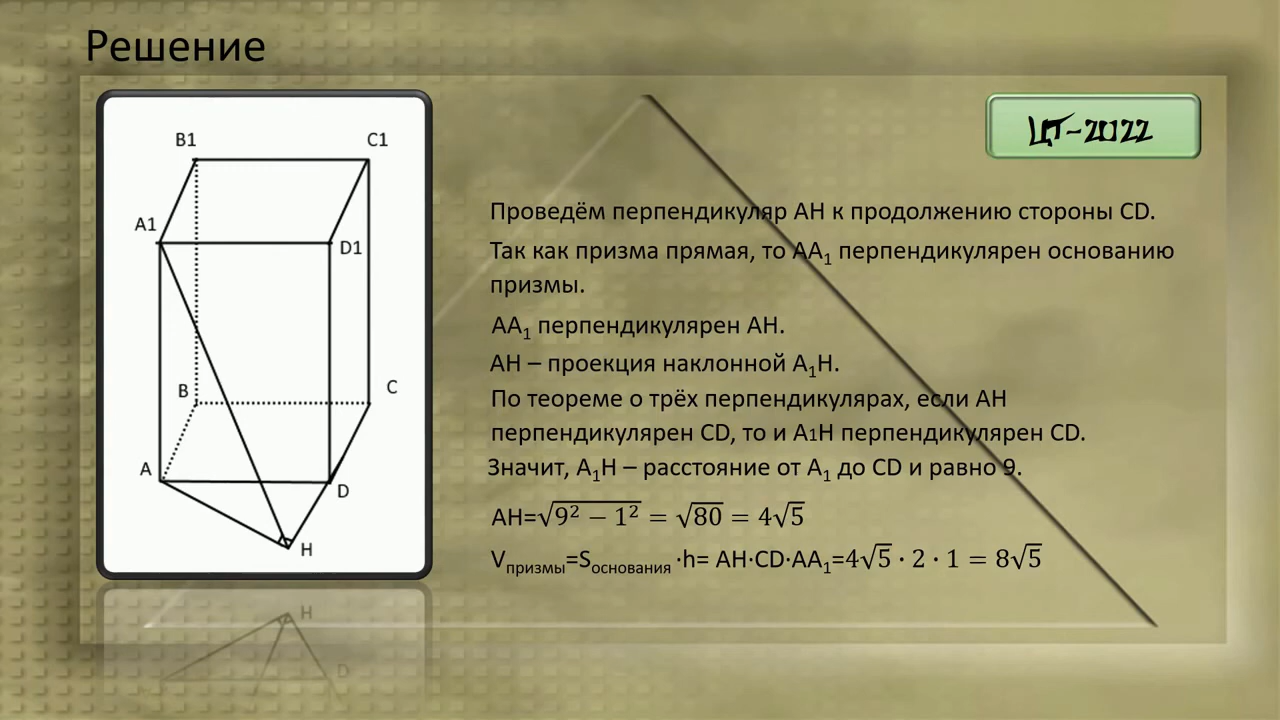 Решение
ЦТ-2022
B1
C1
A1
D1
B
C
A
D
H
Проведём перпендикуляр AH к продолжению стороны CD.
Так как призма прямая, то AA₁ перпендикулярен основанию
призмы.
AA₁ перпендикулярен AH.
AH – проекция наклонной A₁H.
По теореме о трёх перпендикулярах, если AH
перпендикулярен CD, то и A1H перпендикулярен CD.
Значит, A₁H – расстояние от A₁ до CD и равно 9.
AH=√(9² − 1²) = √80 = 4√5
Vпризмы=Sоснования ·h= AH·CD·AA₁=4√5 · 2 · 1 = 8√5
H
D